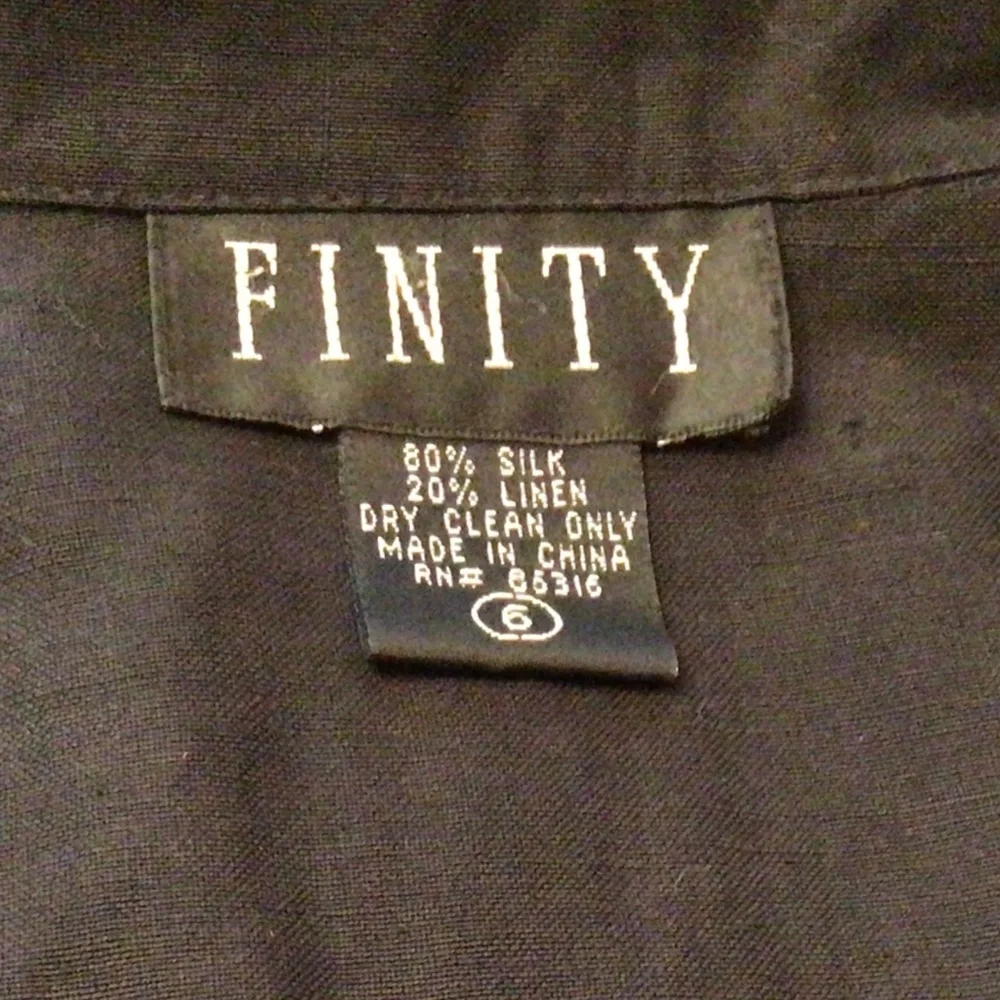 FINITY
80% SILK
20% LINEN
DRY CLEAN ONLY
MADE IN CHINA
RN# 85316
6